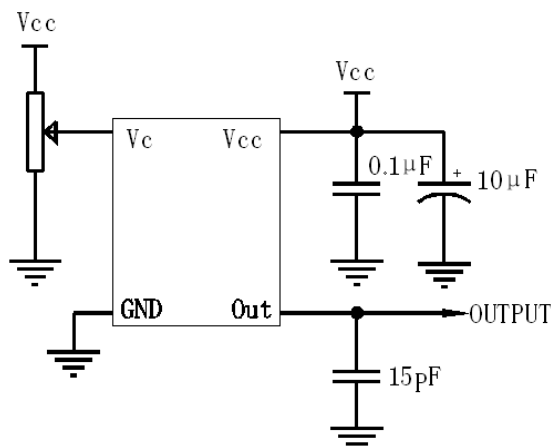 Vcc
Vcc
Vc
Vcc
0.1μF
+
10μF
GND
Out
OUTPUT
15pF